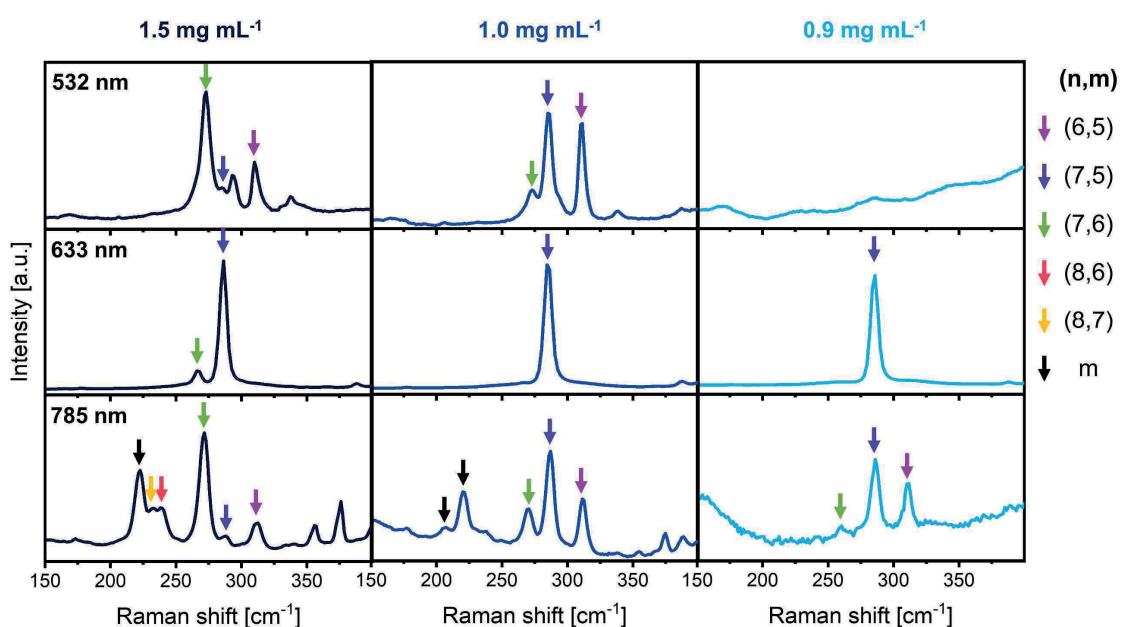 1.5 mg mL⁻¹ 1.0 mg mL⁻¹ 0.9 mg mL⁻¹
532 nm
(n,m)
(6,5)
(7,5)
(7,6)
(8,6)
(8,7)
m
633 nm
785 nm
Intensity [a.u.]
150 200 250 300 350 150 200 250 300 350 150 200 250 300 350
Raman shift [cm⁻¹] Raman shift [cm⁻¹] Raman shift [cm⁻¹]